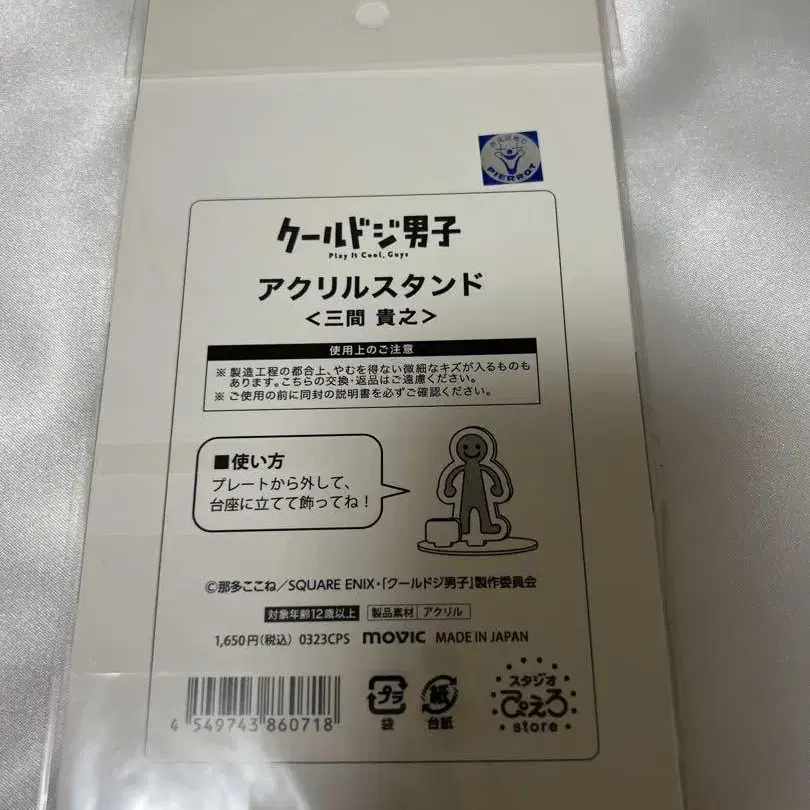 PIERROT
クールドジ男子
Play It Cool, Guys
アクリルスタンド
<三間 貴之>
使用上のご注意
※ 製造工程の都合上、やむを得ない微細なキズが入るものも
あります。こちらの交換・返品はご遠慮ください。
※ ご使用の前に同封の説明書を必ずご確認ください。
■使い方
プレートから外して、
台座に立てて飾ってね！
©那多ここね／SQUARE ENIX・「クールドジ男子」製作委員会
対象年齢12歳以上 製品素材 アクリル
1,650円(税込) 0323CPS movic MADE IN JAPAN
4 549743 860718
プラ
袋
紙
台紙
スタジオ
ぴえろ
store